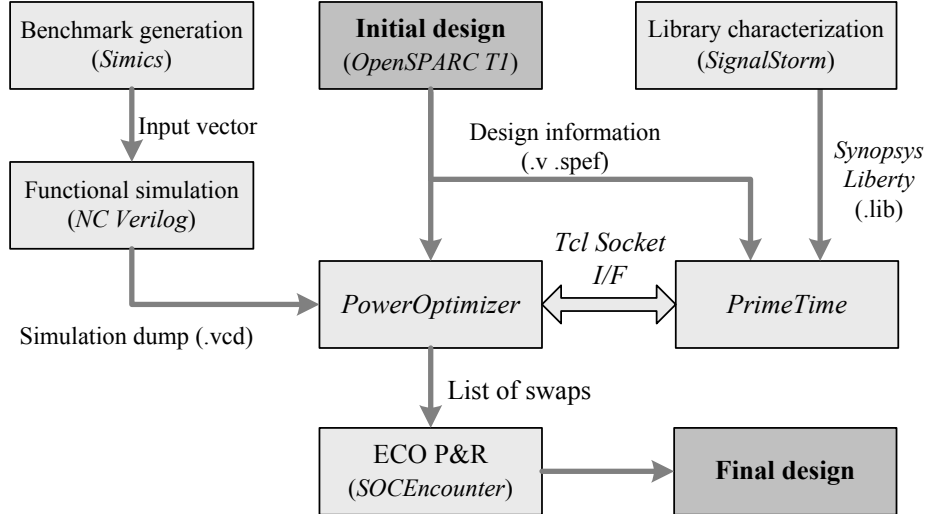 Benchmark generation
(Simics)
Initial design
(OpenSPARC T1)
Library characterization
(SignalStorm)
Input vector
Design information
(.v .spef)
Synopsys
Liberty
(.lib)
Functional simulation
(NC Verilog)
Tcl Socket
I/F
PowerOptimizer
PrimeTime
Simulation dump (.vcd)
List of swaps
ECO P&R
(SOCEncounter)
Final design